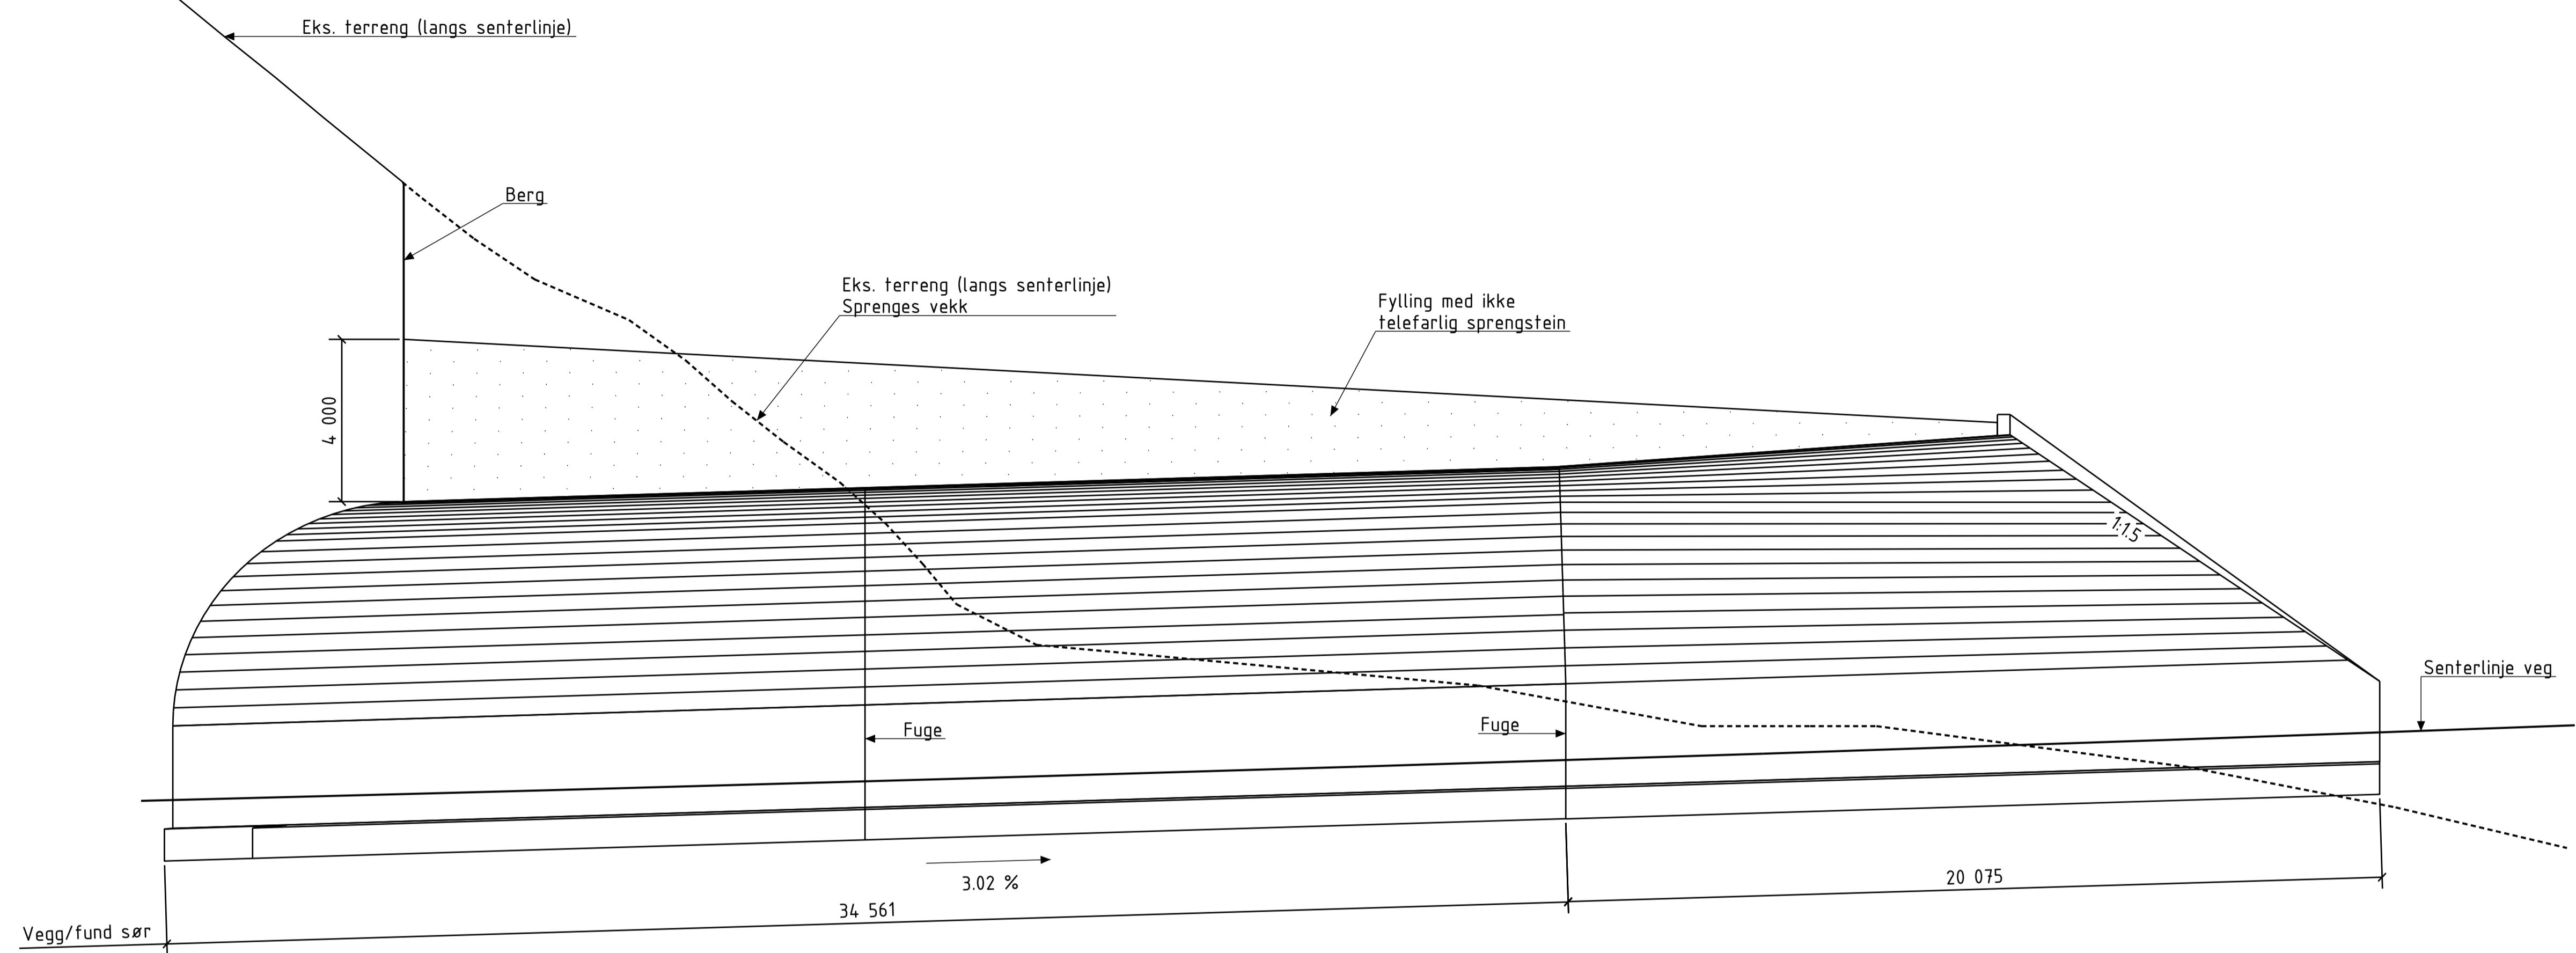 Eks. terreng (langs senterlinje)
Berg
Eks. terreng (langs senterlinje)
Sprenges vekk
Fylling med ikke
telefarlig sprengstein
4 000
1:1.5
Senterlinje veg
Fuge
Fuge
3.02 %
20 075
34 561
Vegg/fund sør